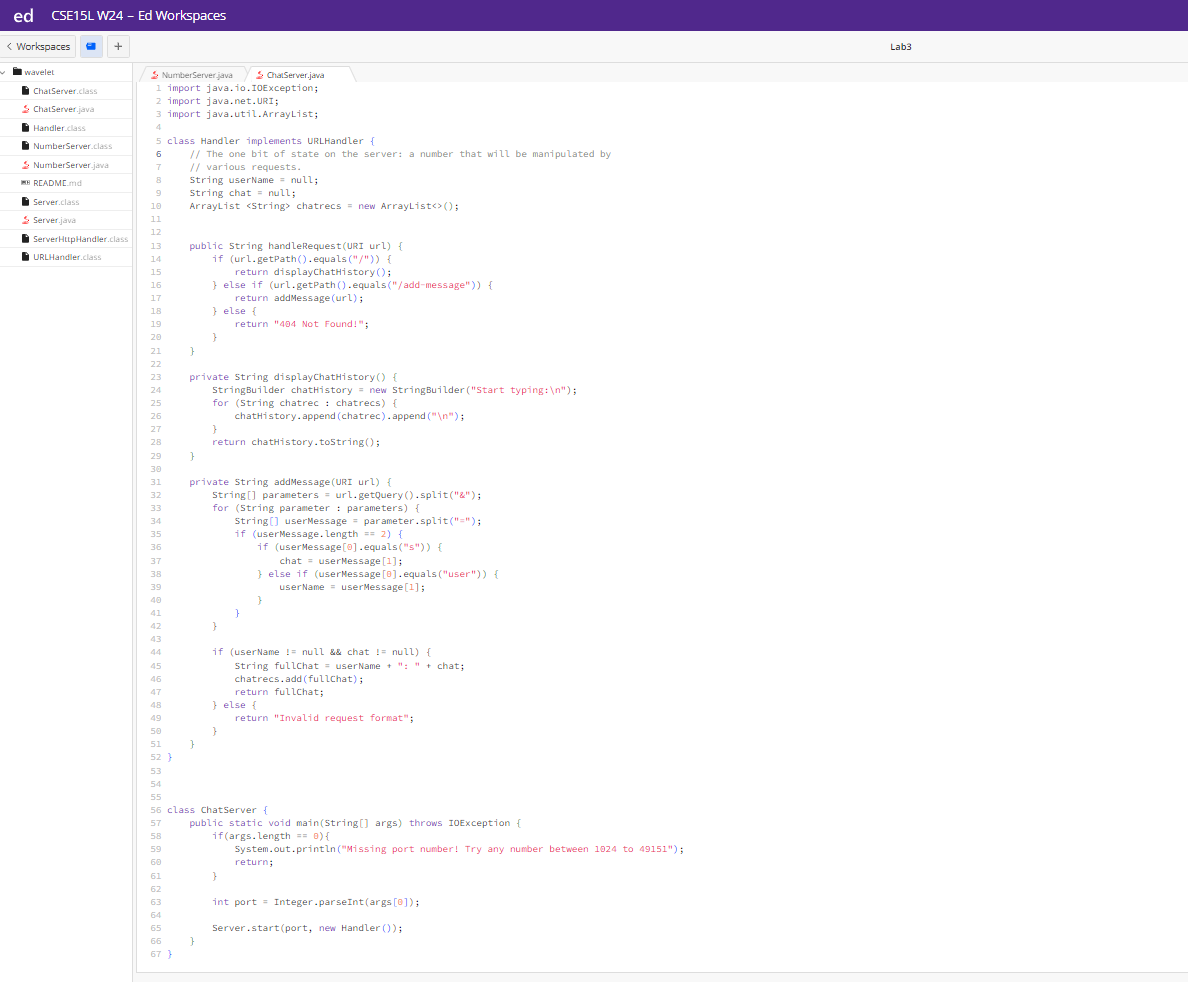 ed CSE15L W24 – Ed Workspaces
Workspaces + Lab3
wavelet
ChatServer.class
ChatServer.java
Handler.class
NumberServer.class
NumberServer.java
README.md
Server.class
Server.java
ServerHttpHandler.class
URLHandler.class
NumberServer.java ChatServer.java
1 import java.io.IOException;
2 import java.net.URI;
3 import java.util.ArrayList;
4
5 class Handler implements URLHandler {
6     // The one bit of state on the server: a number that will be manipulated by
7     // various requests.
8     String userName = null;
9     String chat = null;
10     ArrayList <String> chatrecs = new ArrayList<>();
11
12
13     public String handleRequest(URI url) {
14         if (url.getPath().equals("/")) {
15             return displayChatHistory();
16         } else if (url.getPath().equals("/add-message")) {
17             return addMessage(url);
18         } else {
19             return "404 Not Found!";
20         }
21     }
22
23     private String displayChatHistory() {
24         StringBuilder chatHistory = new StringBuilder("Start typing:\n");
25         for (String chatrec : chatrecs) {
26             chatHistory.append(chatrec).append("\n");
27         }
28         return chatHistory.toString();
29     }
30
31     private String addMessage(URI url) {
32         String[] parameters = url.getQuery().split("&");
33         for (String parameter : parameters) {
34             String[] userMessage = parameter.split("=");
35             if (userMessage.length == 2) {
36                 if (userMessage[0].equals("s")) {
37                     chat = userMessage[1];
38                 } else if (userMessage[0].equals("user")) {
39                     userName = userMessage[1];
40                 }
41             }
42         }
43
44         if (userName != null && chat != null) {
45             String fullChat = userName + ": " + chat;
46             chatrecs.add(fullChat);
47             return fullChat;
48         } else {
49             return "Invalid request format";
50         }
51     }
52 }
53
54
55
56 class ChatServer {
57     public static void main(String[] args) throws IOException {
58         if(args.length == 0){
59             System.out.println("Missing port number! Try any number between 1024 to 49151");
60             return;
61         }
62
63         int port = Integer.parseInt(args[0]);
64
65         Server.start(port, new Handler());
66     }
67 }